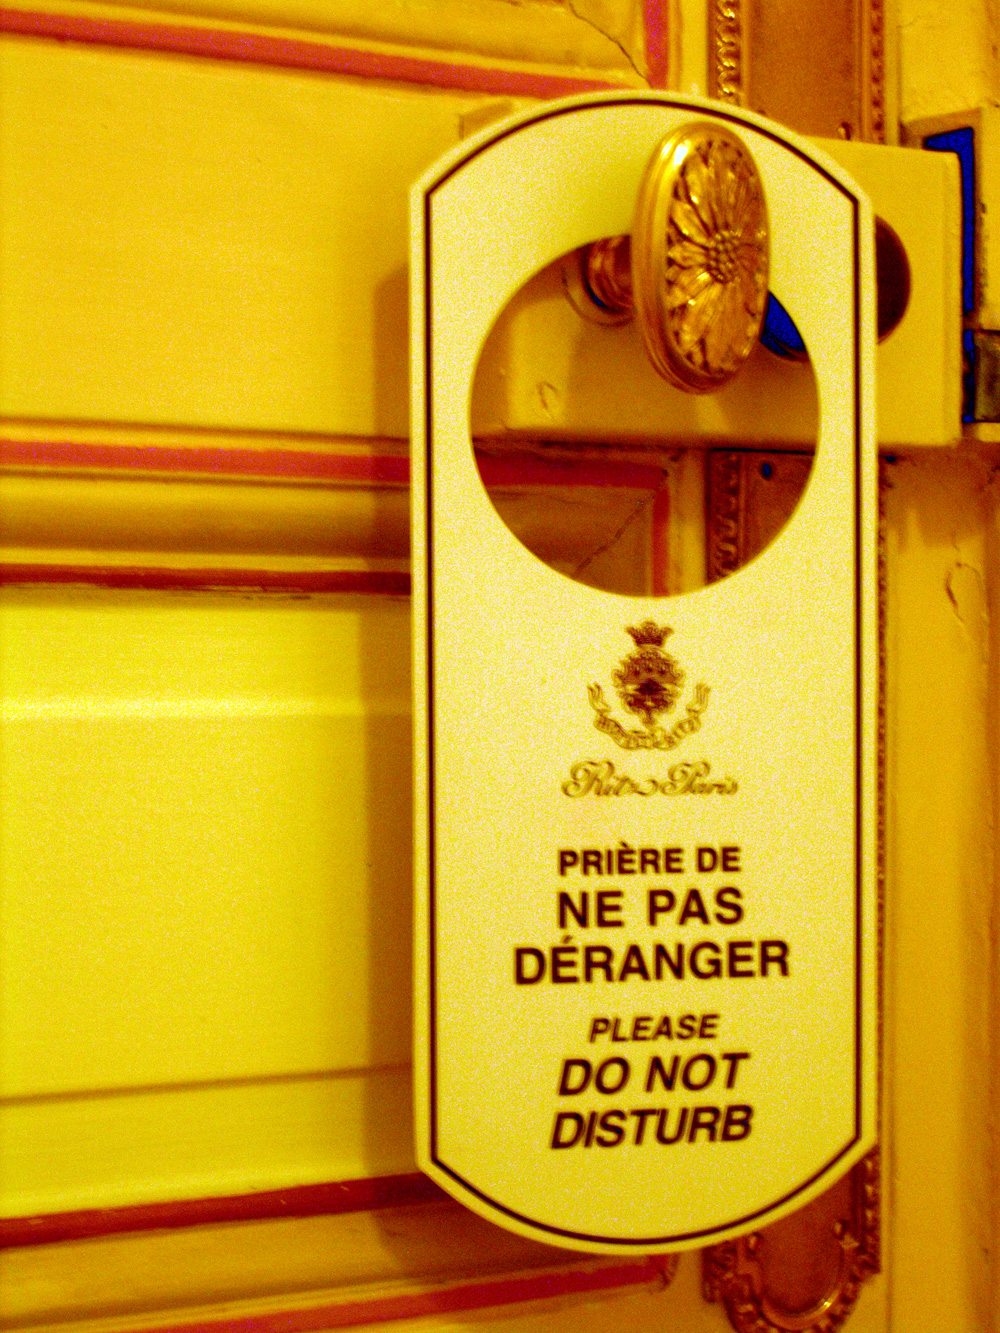 Ritz Paris
PRIÈRE DE
NE PAS
DÉRANGER
PLEASE
DO NOT
DISTURB